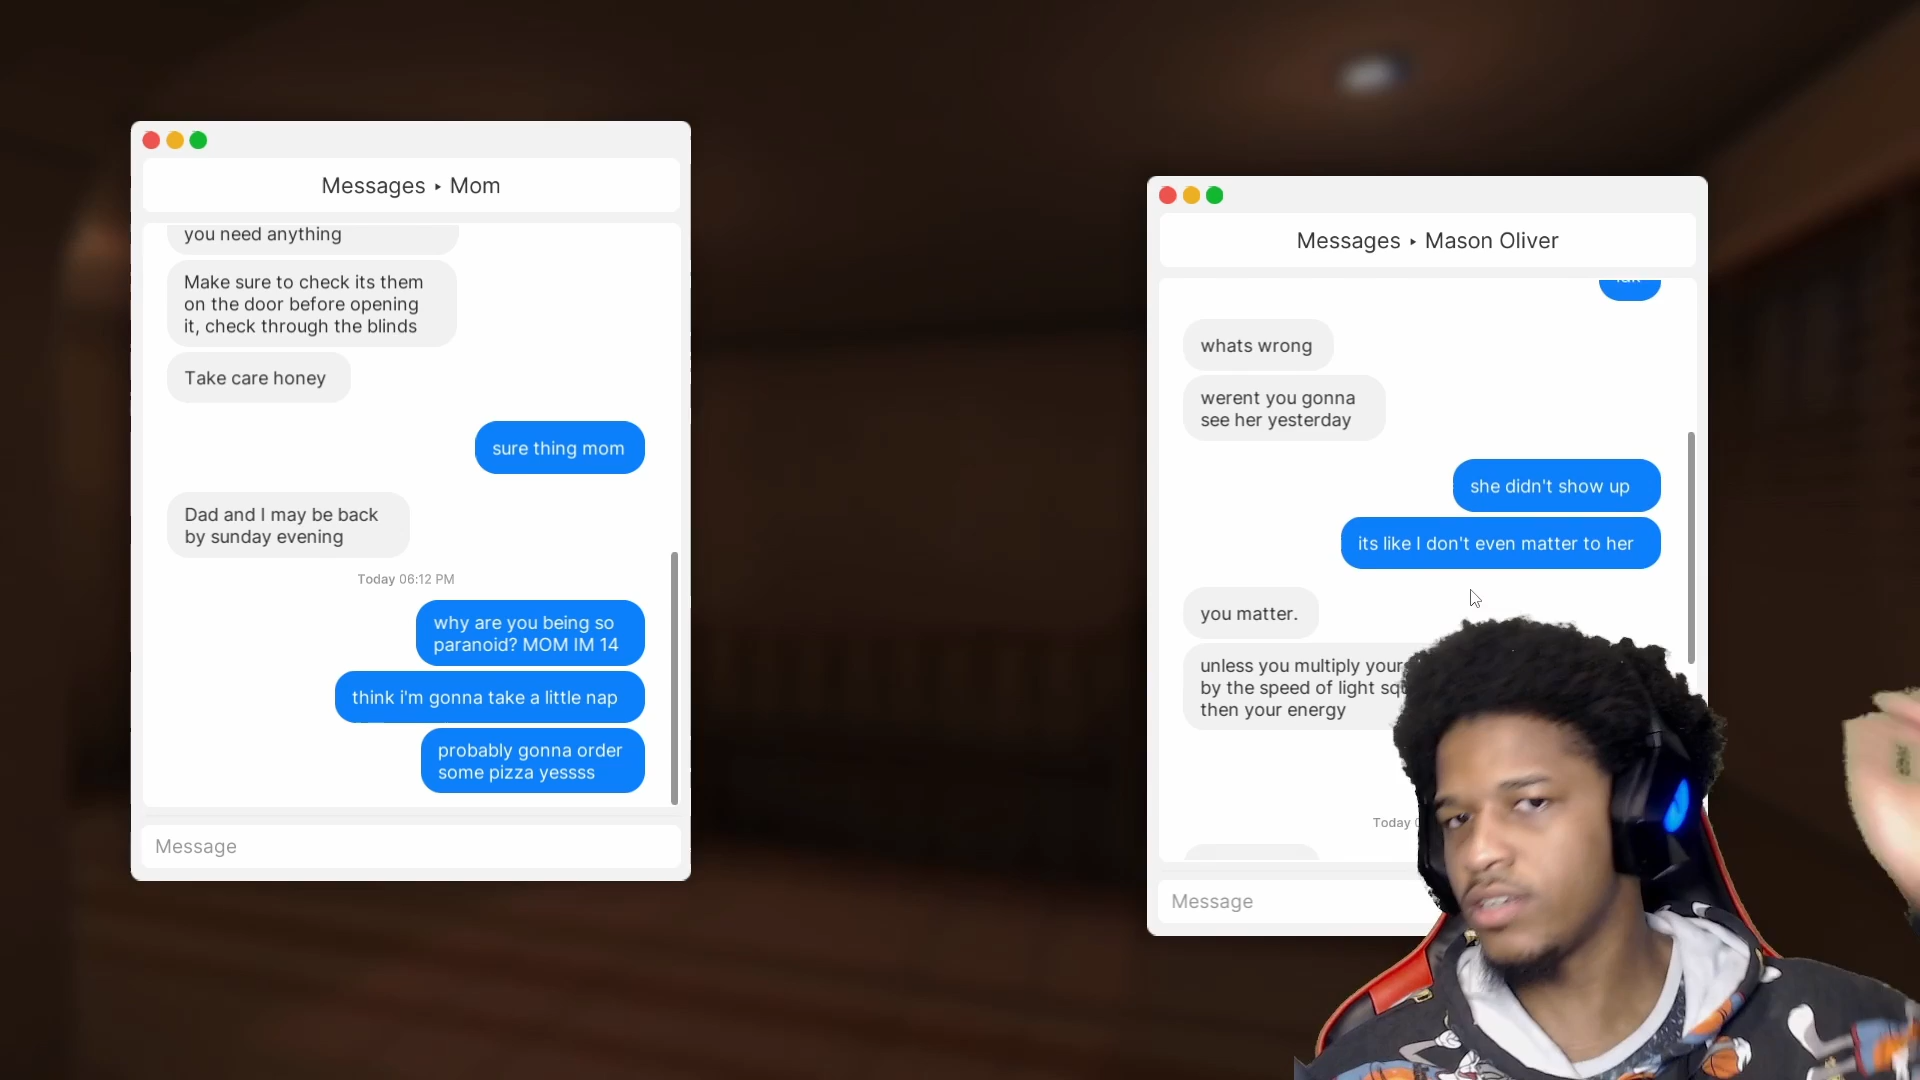 Messages ‣ Mom
you need anything
Make sure to check its them
on the door before opening
it, check through the blinds
Take care honey
sure thing mom
Dad and I may be back
by sunday evening
Today 06:12 PM
why are you being so
paranoid? MOM IM 14
think i'm gonna take a little nap
probably gonna order
some pizza yessss
Message
Messages ‣ Mason Oliver
whats wrong
werent you gonna
see her yesterday
she didn't show up
its like I don't even matter to her
you matter.
unless you multiply
by the speed of light
then your energy
Today
Message